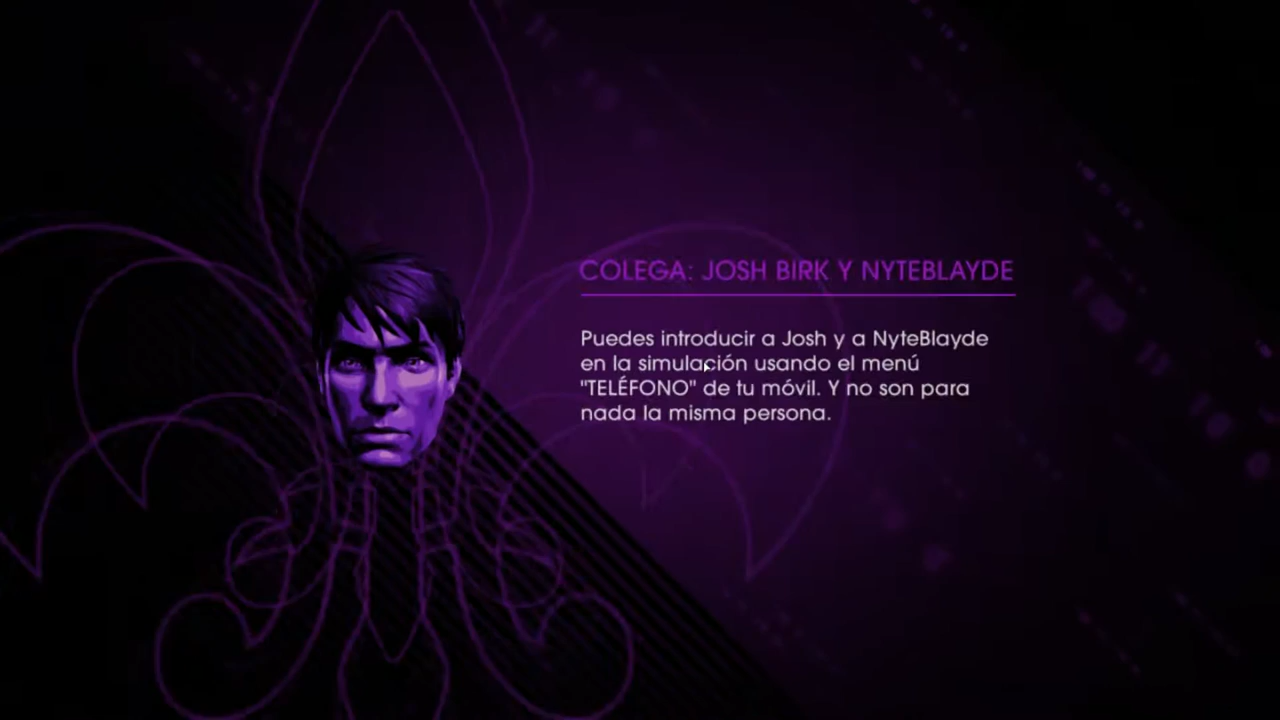 COLEGA: JOSH BIRK Y NYTEBLAYDE
Puedes introducir a Josh y a NyteBlayde
en la simulación usando el menú
"TELÉFONO" de tu móvil. Y no son para
nada la misma persona.